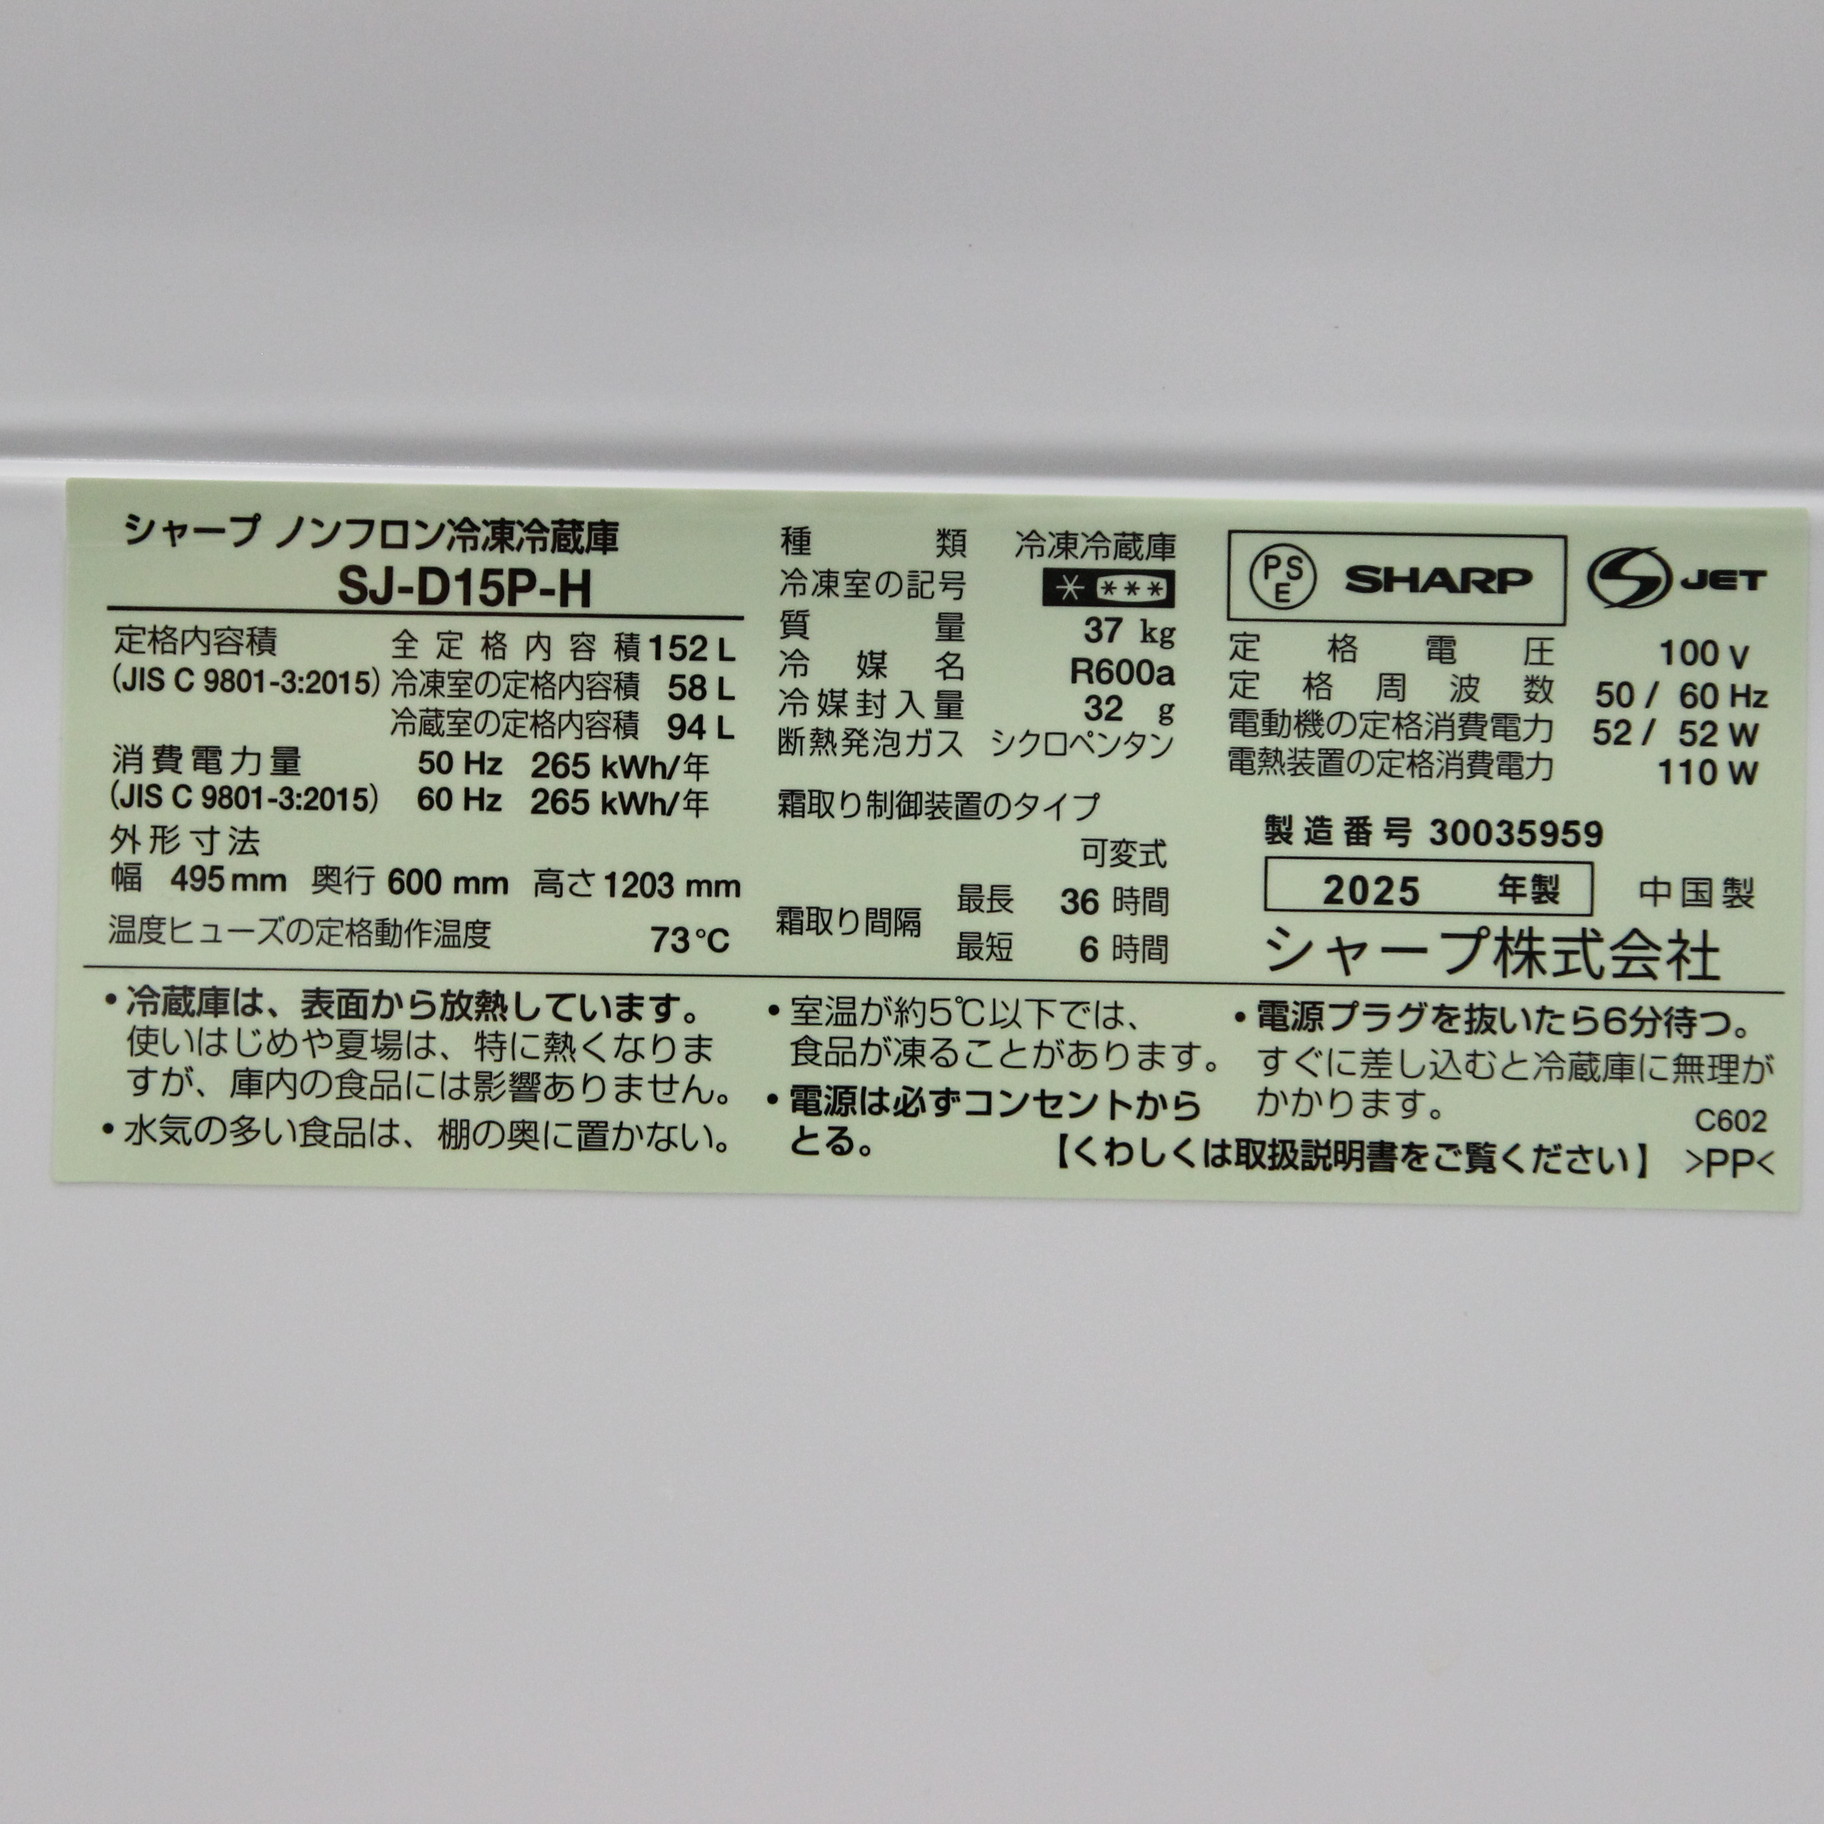 シャープ ノンフロン冷凍冷蔵庫
SJ-D15P-H
定格内容積 全定格内容積 152 L
(JIS C 9801-3:2015) 冷凍室の定格内容積 58 L
冷蔵室の定格内容積 94 L
消費電力量 50 Hz 265 kWh/年
(JIS C 9801-3:2015) 60 Hz 265 kWh/年
外形寸法
幅 495 mm 奥行 600 mm 高さ 1203 mm
温度ヒューズの定格動作温度 73℃
種類 冷凍冷蔵庫
冷凍室の記号 * ***
質量 37 kg
冷媒名 R600a
冷媒封入量 32 g
断熱発泡ガス シクロペンタン
霜取り制御装置のタイプ
可変式
霜取り間隔 最長 36 時間
最短 6 時間
PSE SHARP S JET
定格電圧 100 V
定格周波数 50 / 60 Hz
電動機の定格消費電力 52 / 52 W
電熱装置の定格消費電力 110 W
製造番号 30035959
2025 年製 中国製
シャープ株式会社
・冷蔵庫は、表面から放熱しています。
使いはじめや夏場は、特に熱くなりま
すが、庫内の食品には影響ありません。
・水気の多い食品は、棚の奥に置かない。
・室温が約5℃以下では、
食品が凍ることがあります。
・電源は必ずコンセントから
とる。
・電源プラグを抜いたら6分待つ。
すぐに差し込むと冷蔵庫に無理が
かかります。
C602
【くわしくは取扱説明書をご覧ください】 >PP<